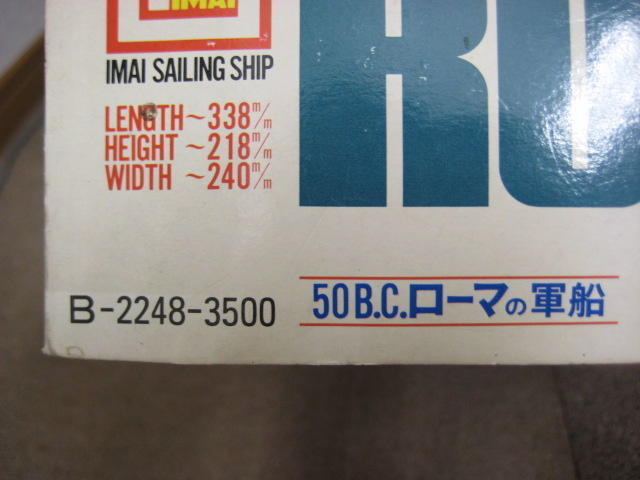 IMAI
IMAI SAILING SHIP
LENGTH ~338m/m
HEIGHT ~218m/m
WIDTH ~240m/m
B-2248-3500
50B.C.ローマの軍船